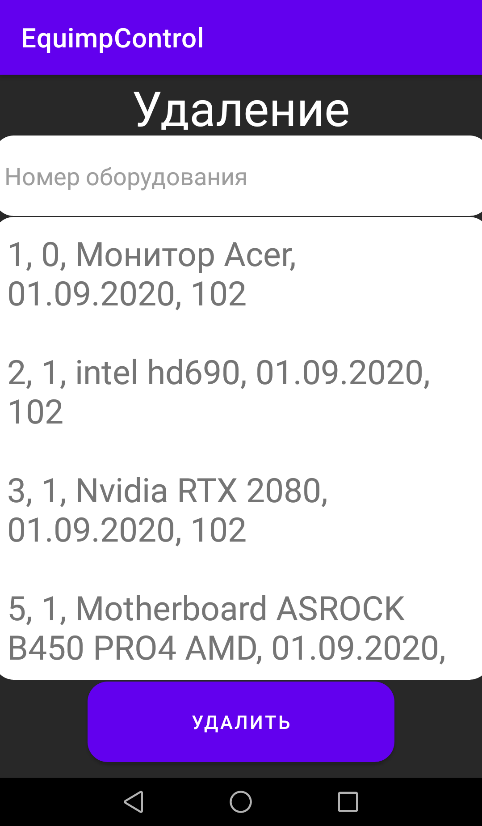 EquimpControl
Удаление
Номер оборудования
1, 0, Монитор Acer,
01.09.2020, 102
2, 1, intel hd690, 01.09.2020,
102
3, 1, Nvidia RTX 2080,
01.09.2020, 102
5, 1, Motherboard ASROCK
B450 PRO4 AMD, 01.09.2020,
УДАЛИТЬ